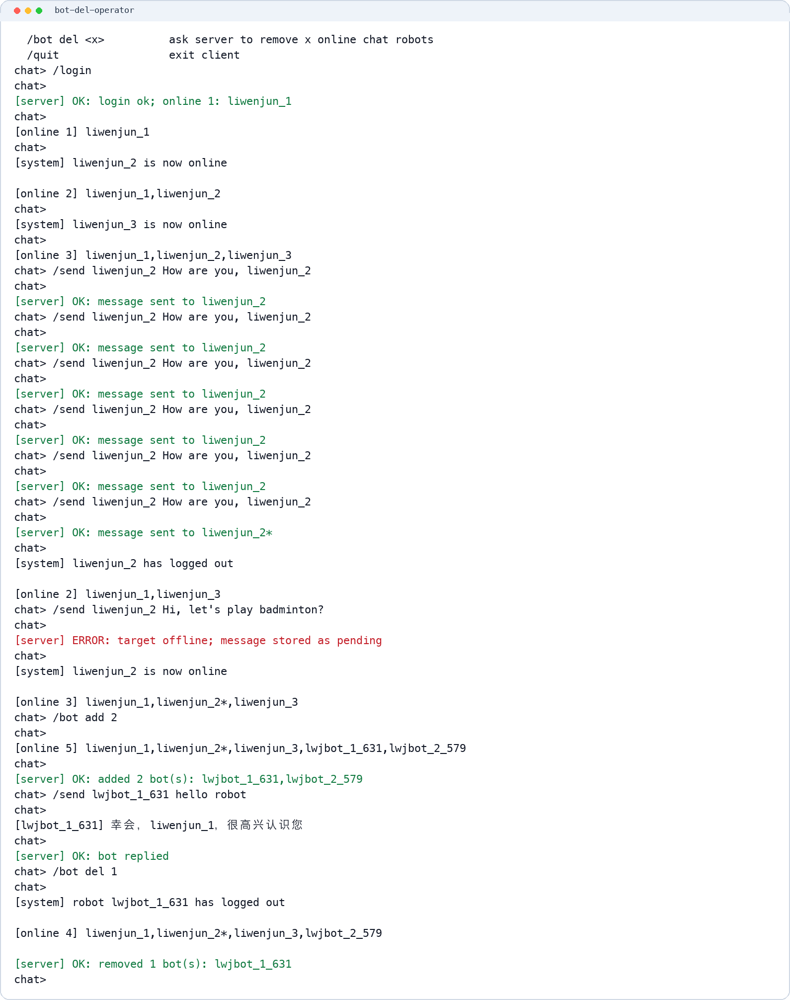 bot-del-operator
  /bot del <x>          ask server to remove x online chat robots
  /quit                 exit client
chat> /login
chat>
[server] OK: login ok; online 1: liwenjun_1
chat>
[online 1] liwenjun_1
chat>
[system] liwenjun_2 is now online

[online 2] liwenjun_1,liwenjun_2
chat>
[system] liwenjun_3 is now online
chat>
[online 3] liwenjun_1,liwenjun_2,liwenjun_3
chat> /send liwenjun_2 How are you, liwenjun_2
chat>
[server] OK: message sent to liwenjun_2
chat> /send liwenjun_2 How are you, liwenjun_2
chat>
[server] OK: message sent to liwenjun_2
chat> /send liwenjun_2 How are you, liwenjun_2
chat>
[server] OK: message sent to liwenjun_2
chat> /send liwenjun_2 How are you, liwenjun_2
chat>
[server] OK: message sent to liwenjun_2
chat> /send liwenjun_2 How are you, liwenjun_2
chat>
[server] OK: message sent to liwenjun_2
chat> /send liwenjun_2 How are you, liwenjun_2
chat>
[server] OK: message sent to liwenjun_2*
chat>
[system] liwenjun_2 has logged out

[online 2] liwenjun_1,liwenjun_3
chat> /send liwenjun_2 Hi, let's play badminton?
chat>
[server] ERROR: target offline; message stored as pending
chat>
[system] liwenjun_2 is now online

[online 3] liwenjun_1,liwenjun_2*,liwenjun_3
chat> /bot add 2
chat>
[online 5] liwenjun_1,liwenjun_2*,liwenjun_3,lwjbot_1_631,lwjbot_2_579
chat>
[server] OK: added 2 bot(s): lwjbot_1_631,lwjbot_2_579
chat> /send lwjbot_1_631 hello robot
chat>
[lwjbot_1_631] 幸会，liwenjun_1，很高兴认识您
chat>
[server] OK: bot replied
chat> /bot del 1
chat>
[system] robot lwjbot_1_631 has logged out

[online 4] liwenjun_1,liwenjun_2*,liwenjun_3,lwjbot_2_579

[server] OK: removed 1 bot(s): lwjbot_1_631
chat>